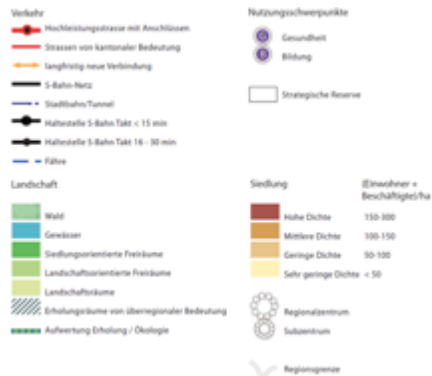 Verkehr
Hochleistungsstrasse mit Anschlüssen
Strassen von kantonaler Bedeutung
langfristig neue Verbindung
S-Bahn-Netz
Stadtbahn/Tunnel
Haltestelle S-Bahn Takt < 15 min
Haltestelle S-Bahn Takt 16 - 30 min
Fähre
Nutzungsschwerpunkte
G Gesundheit
B Bildung
Strategische Reserve
Landschaft
Wald
Gewässer
Siedlungsorientierte Freiräume
Landschaftsorientierte Freiräume
Landschaftsräume
Erholungsräume von überregionaler Bedeutung
Aufwertung Erholung / Ökologie
Siedlung (Einwohner +
Beschäftigte)/ha
Hohe Dichte 150-300
Mittlere Dichte 100-150
Geringe Dichte 50-100
Sehr geringe Dichte < 50
Regionalzentrum
Subzentrum
Regionsgrenze